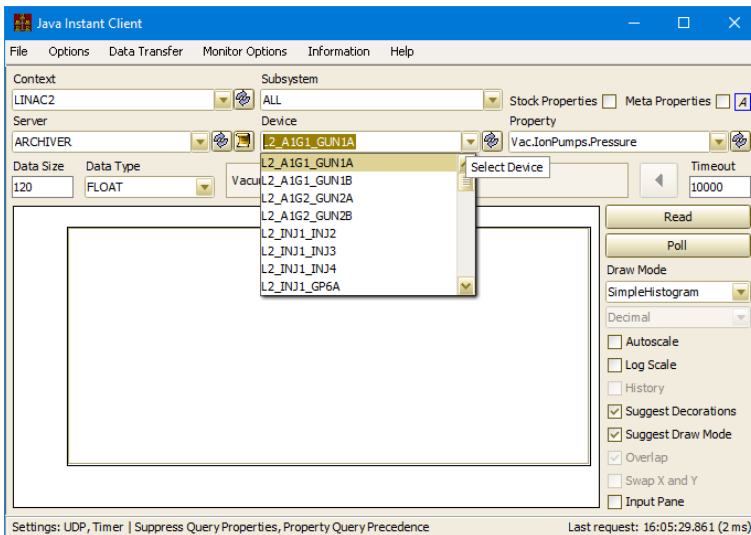 Java Instant Client
File Options Data Transfer Monitor Options Information Help
Context Subsystem
LINAC2 ALL Stock Properties Meta Properties A
Server Device Property
ARCHIVER L2_A1G1_GUN1A Vac.IonPumps.Pressure
Data Size Data Type L2_A1G1_GUN1A Select Device Timeout
120 FLOAT L2_A1G1_GUN1B 10000
L2_A1G2_GUN2A
L2_A1G2_GUN2B
L2_INJ1_INJ2
L2_INJ1_INJ3
L2_INJ1_INJ4
L2_INJ1_GP6A
Read
Poll
Draw Mode
SimpleHistogram
Decimal
Autoscale
Log Scale
History
Suggest Decorations
Suggest Draw Mode
Overlap
Swap X and Y
Input Pane
Settings: UDP, Timer | Suppress Query Properties, Property Query Precedence Last request: 16:05:29.861 (2 ms)